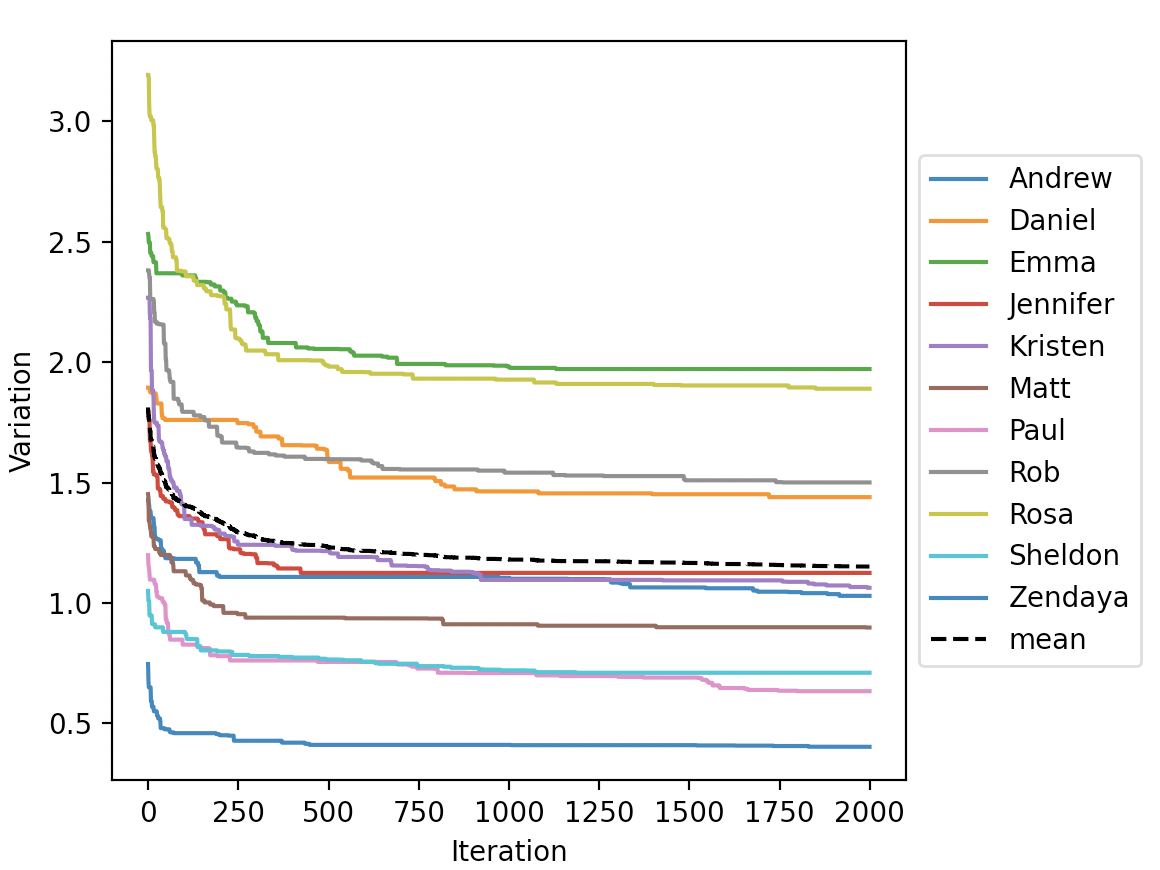 3.0
2.5
2.0
1.5
1.0
0.5
Variation
0 250 500 750 1000 1250 1500 1750 2000
Iteration
Andrew
Daniel
Emma
Jennifer
Kristen
Matt
Paul
Rob
Rosa
Sheldon
Zendaya
mean